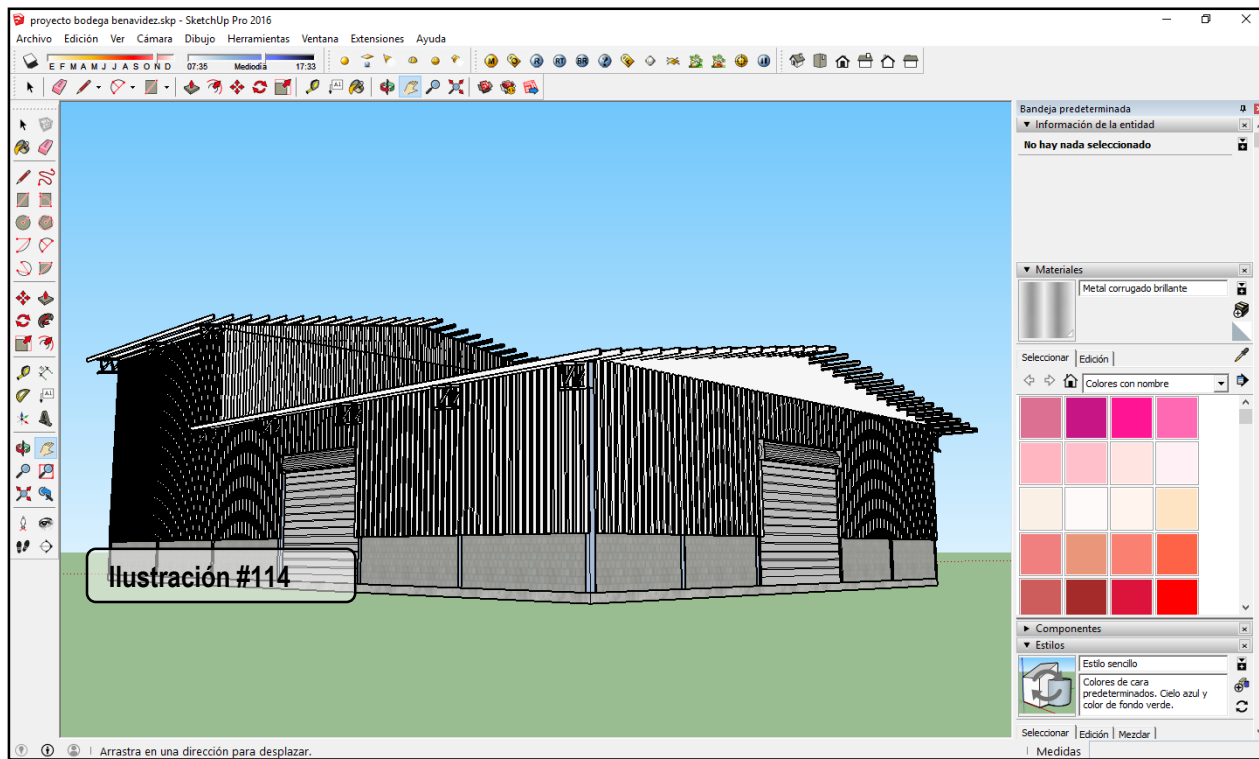 proyecto bodega benavidez.skp - SketchUp Pro 2016
Archivo Edición Ver Cámara Dibujo Herramientas Ventana Extensiones Ayuda
E F M A M J J A S O N D 07:35 Mediodía 17:33
M R RT BR
A1
Bandeja predeterminada
Información de la entidad
No hay nada seleccionado
Materiales
Metal corrugado brillante
Seleccionar Edición
Colores con nombre
Ilustración #114
Componentes
Estilos
Estilo sencillo
Colores de cara
predeterminados. Cielo azul y
color de fondo verde.
Seleccionar Edición Mezclar
Arrastra en una dirección para desplazar.
Medidas